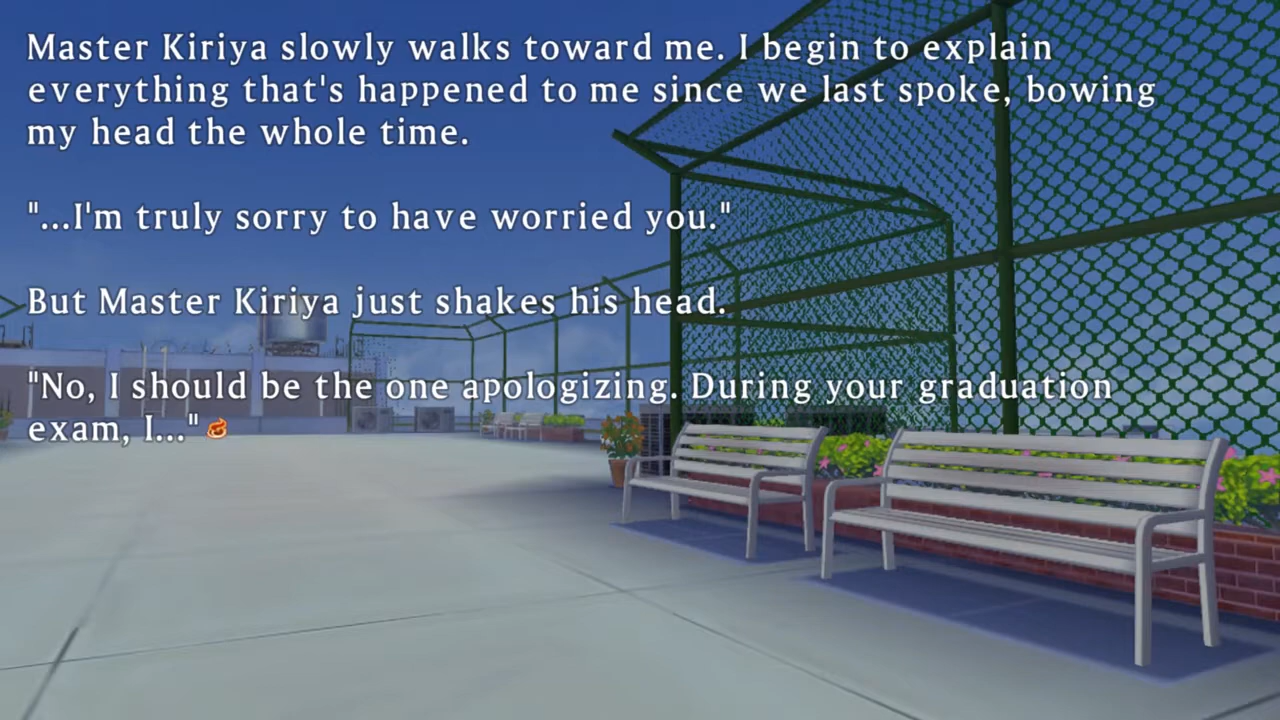 Master Kiriya slowly walks toward me. I begin to explain
everything that's happened to me since we last spoke, bowing
my head the whole time.
"...I'm truly sorry to have worried you."
But Master Kiriya just shakes his head.
"No, I should be the one apologizing. During your graduation
exam, I..."